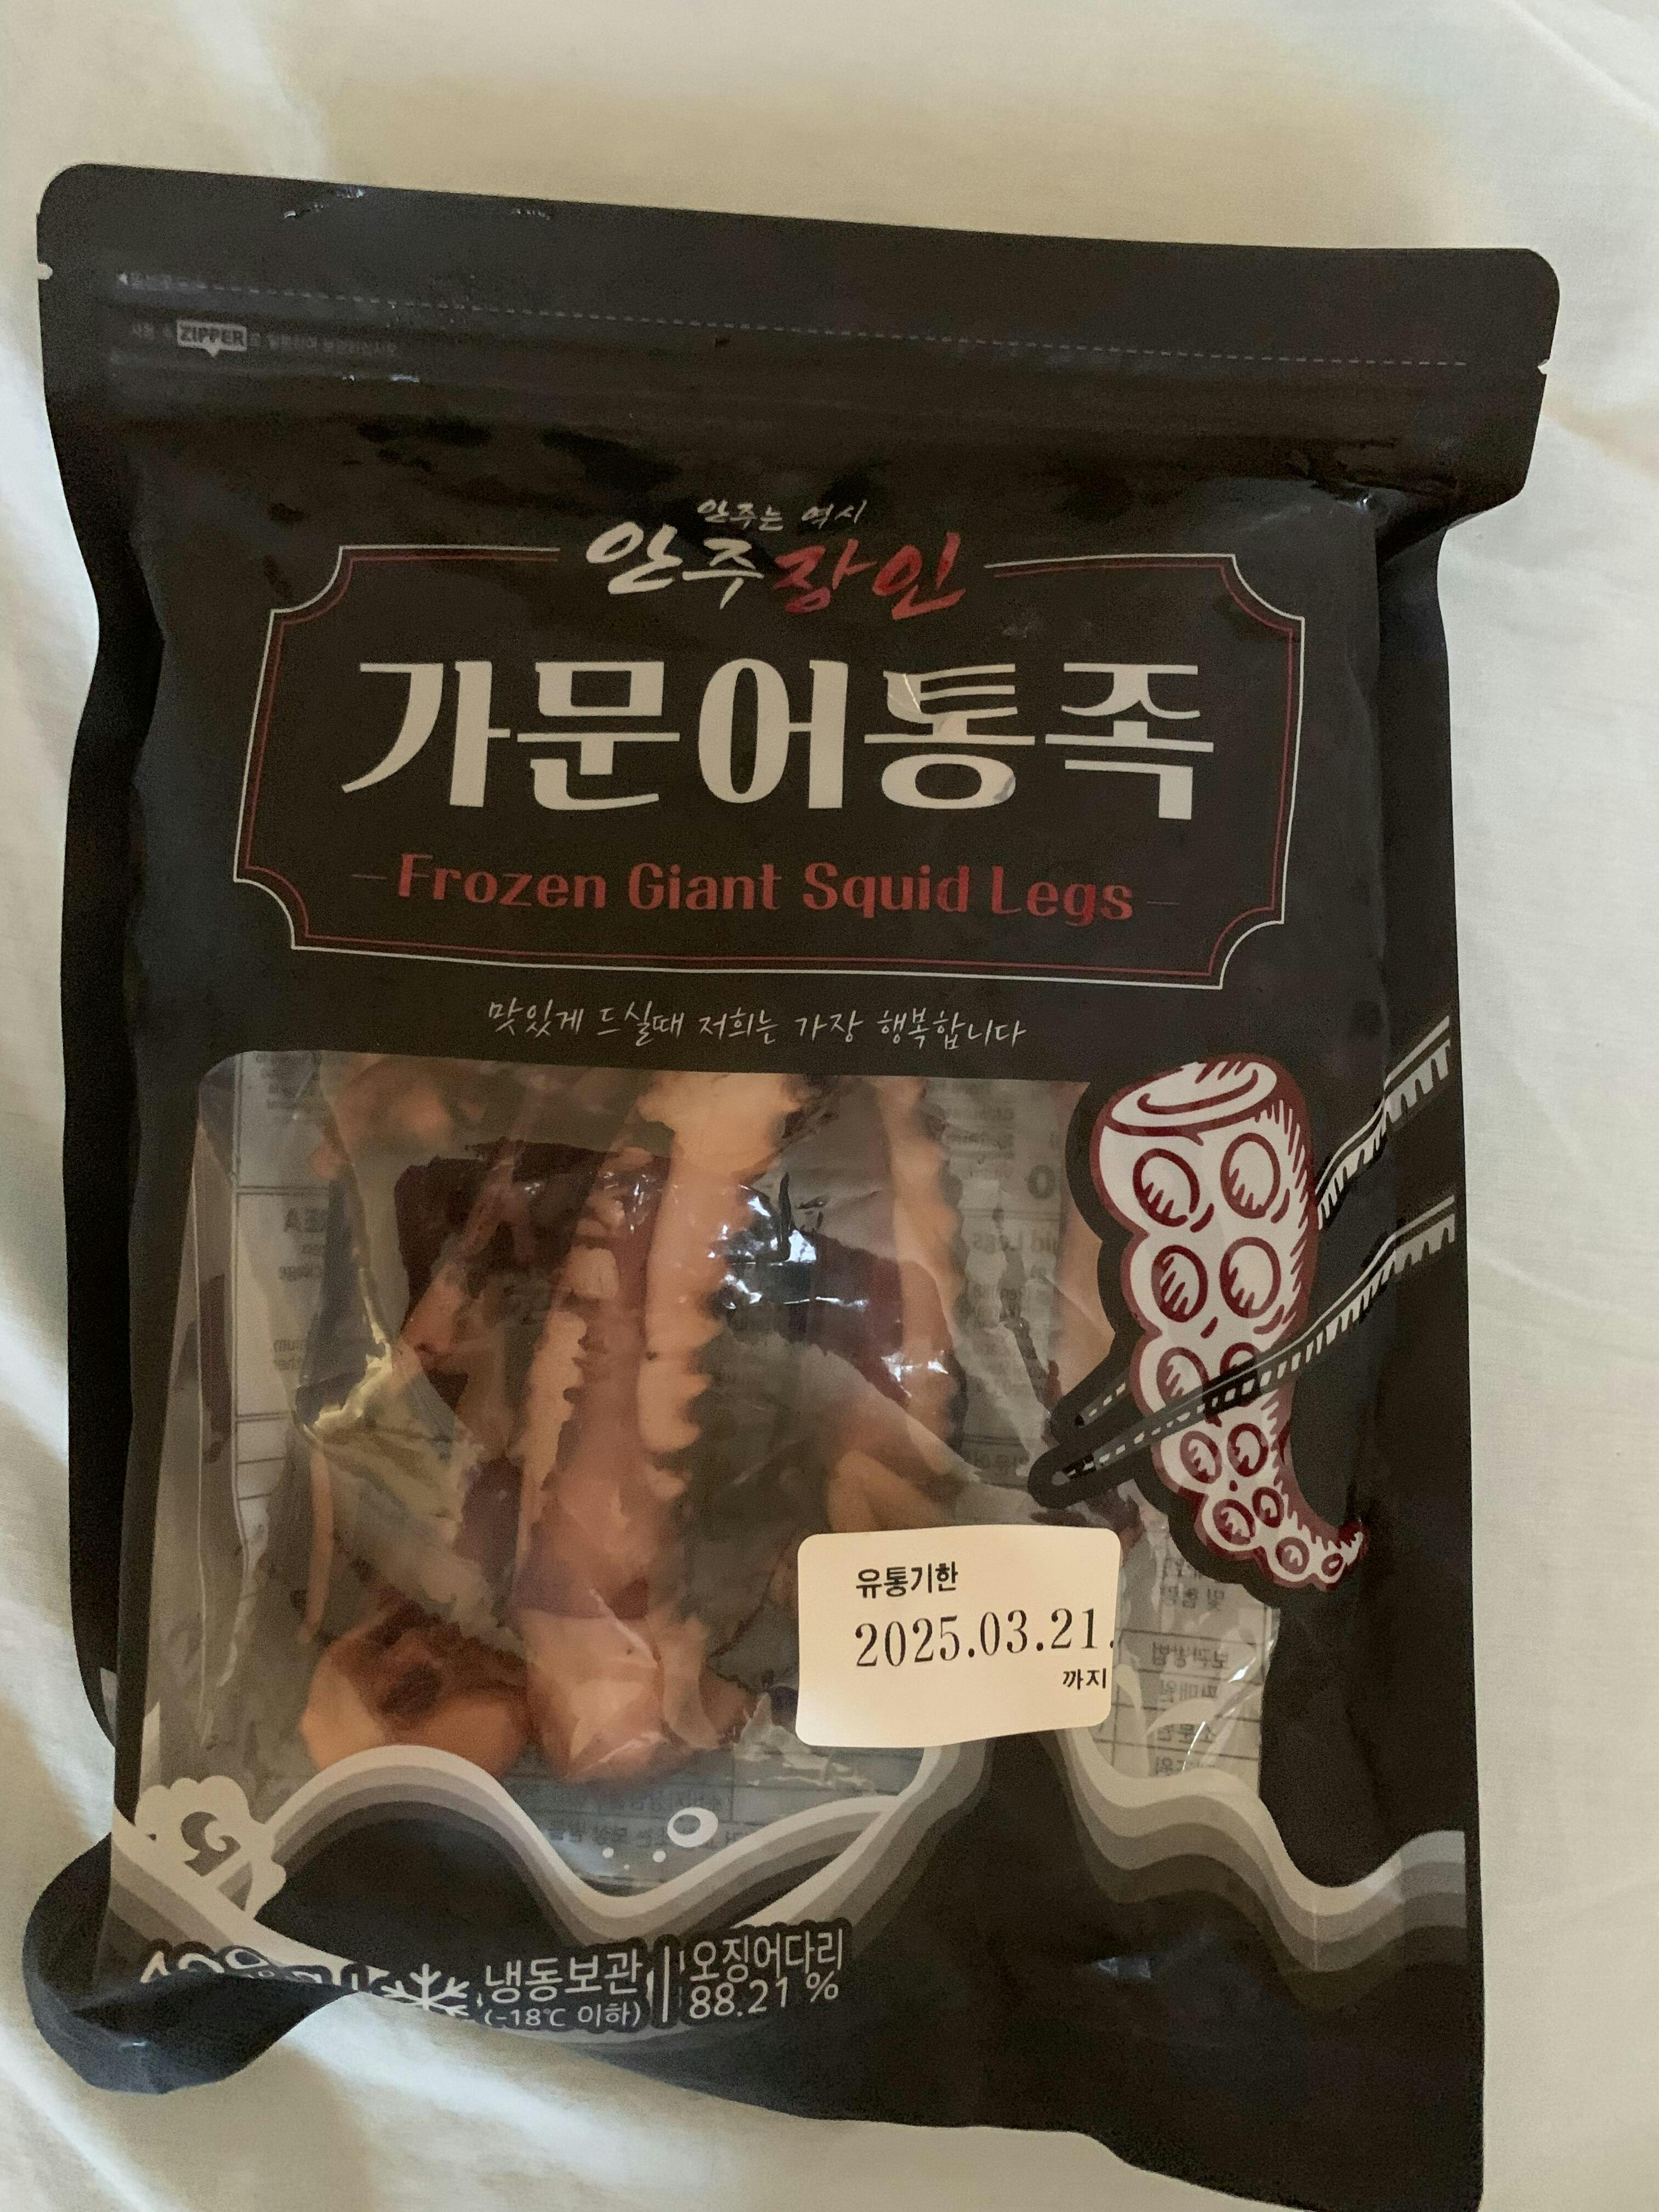 ZIPPER
안주는 역시
안주장인
가문어통족
Frozen Giant Squid Legs
맛있게 드실때 저희는 가장 행복합니다
유통기한
2025.03.21.
까지
냉동보관
(-18℃ 이하)
오징어다리
88.21 %